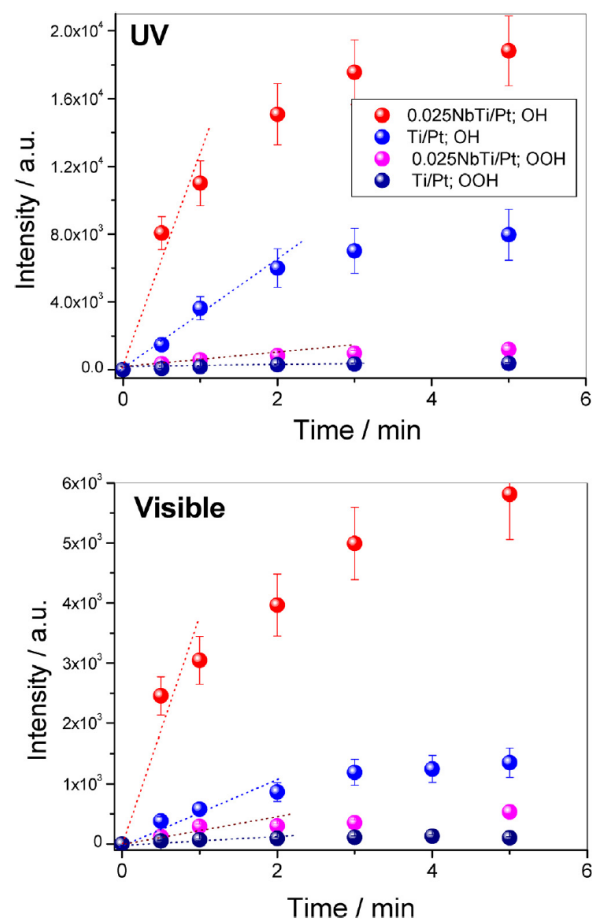 UV
2.0x10⁴
1.6x10⁴
1.2x10⁴
8.0x10³
4.0x10³
0.0
Intensity / a.u.
0.025NbTi/Pt; OH
Ti/Pt; OH
0.025NbTi/Pt; OOH
Ti/Pt; OOH
0 2 4 6
Time / min
Visible
6x10³
5x10³
4x10³
3x10³
2x10³
1x10³
0
Intensity / a.u.
0 2 4 6
Time / min